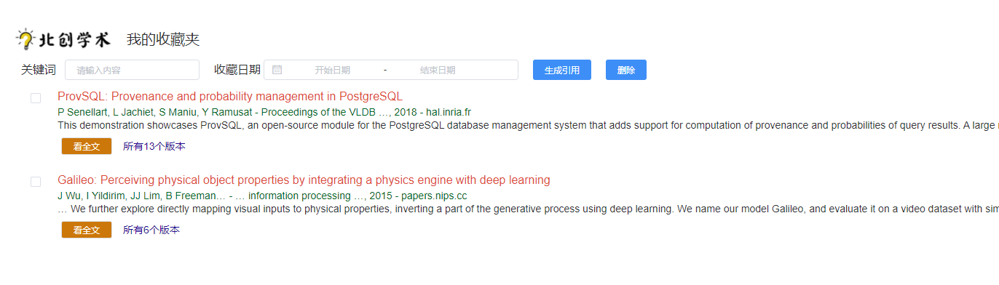 北创学术 我的收藏夹
关键词 请输入内容 收藏日期 开始日期 - 结束日期 生成引用 删除
ProvSQL: Provenance and probability management in PostgreSQL
P Senellart, L Jachiet, S Maniu, Y Ramusat - Proceedings of the VLDB …, 2018 - hal.inria.fr
This demonstration showcases ProvSQL, an open-source module for the PostgreSQL database management system that adds support for computation of provenance and probabilities of query results. A large
看全文 所有13个版本
Galileo: Perceiving physical object properties by integrating a physics engine with deep learning
J Wu, I Yildirim, JJ Lim, B Freeman… - … information processing …, 2015 - papers.nips.cc
… We further explore directly mapping visual inputs to physical properties, inverting a part of the generative process using deep learning. We name our model Galileo, and evaluate it on a video dataset with
看全文 所有6个版本